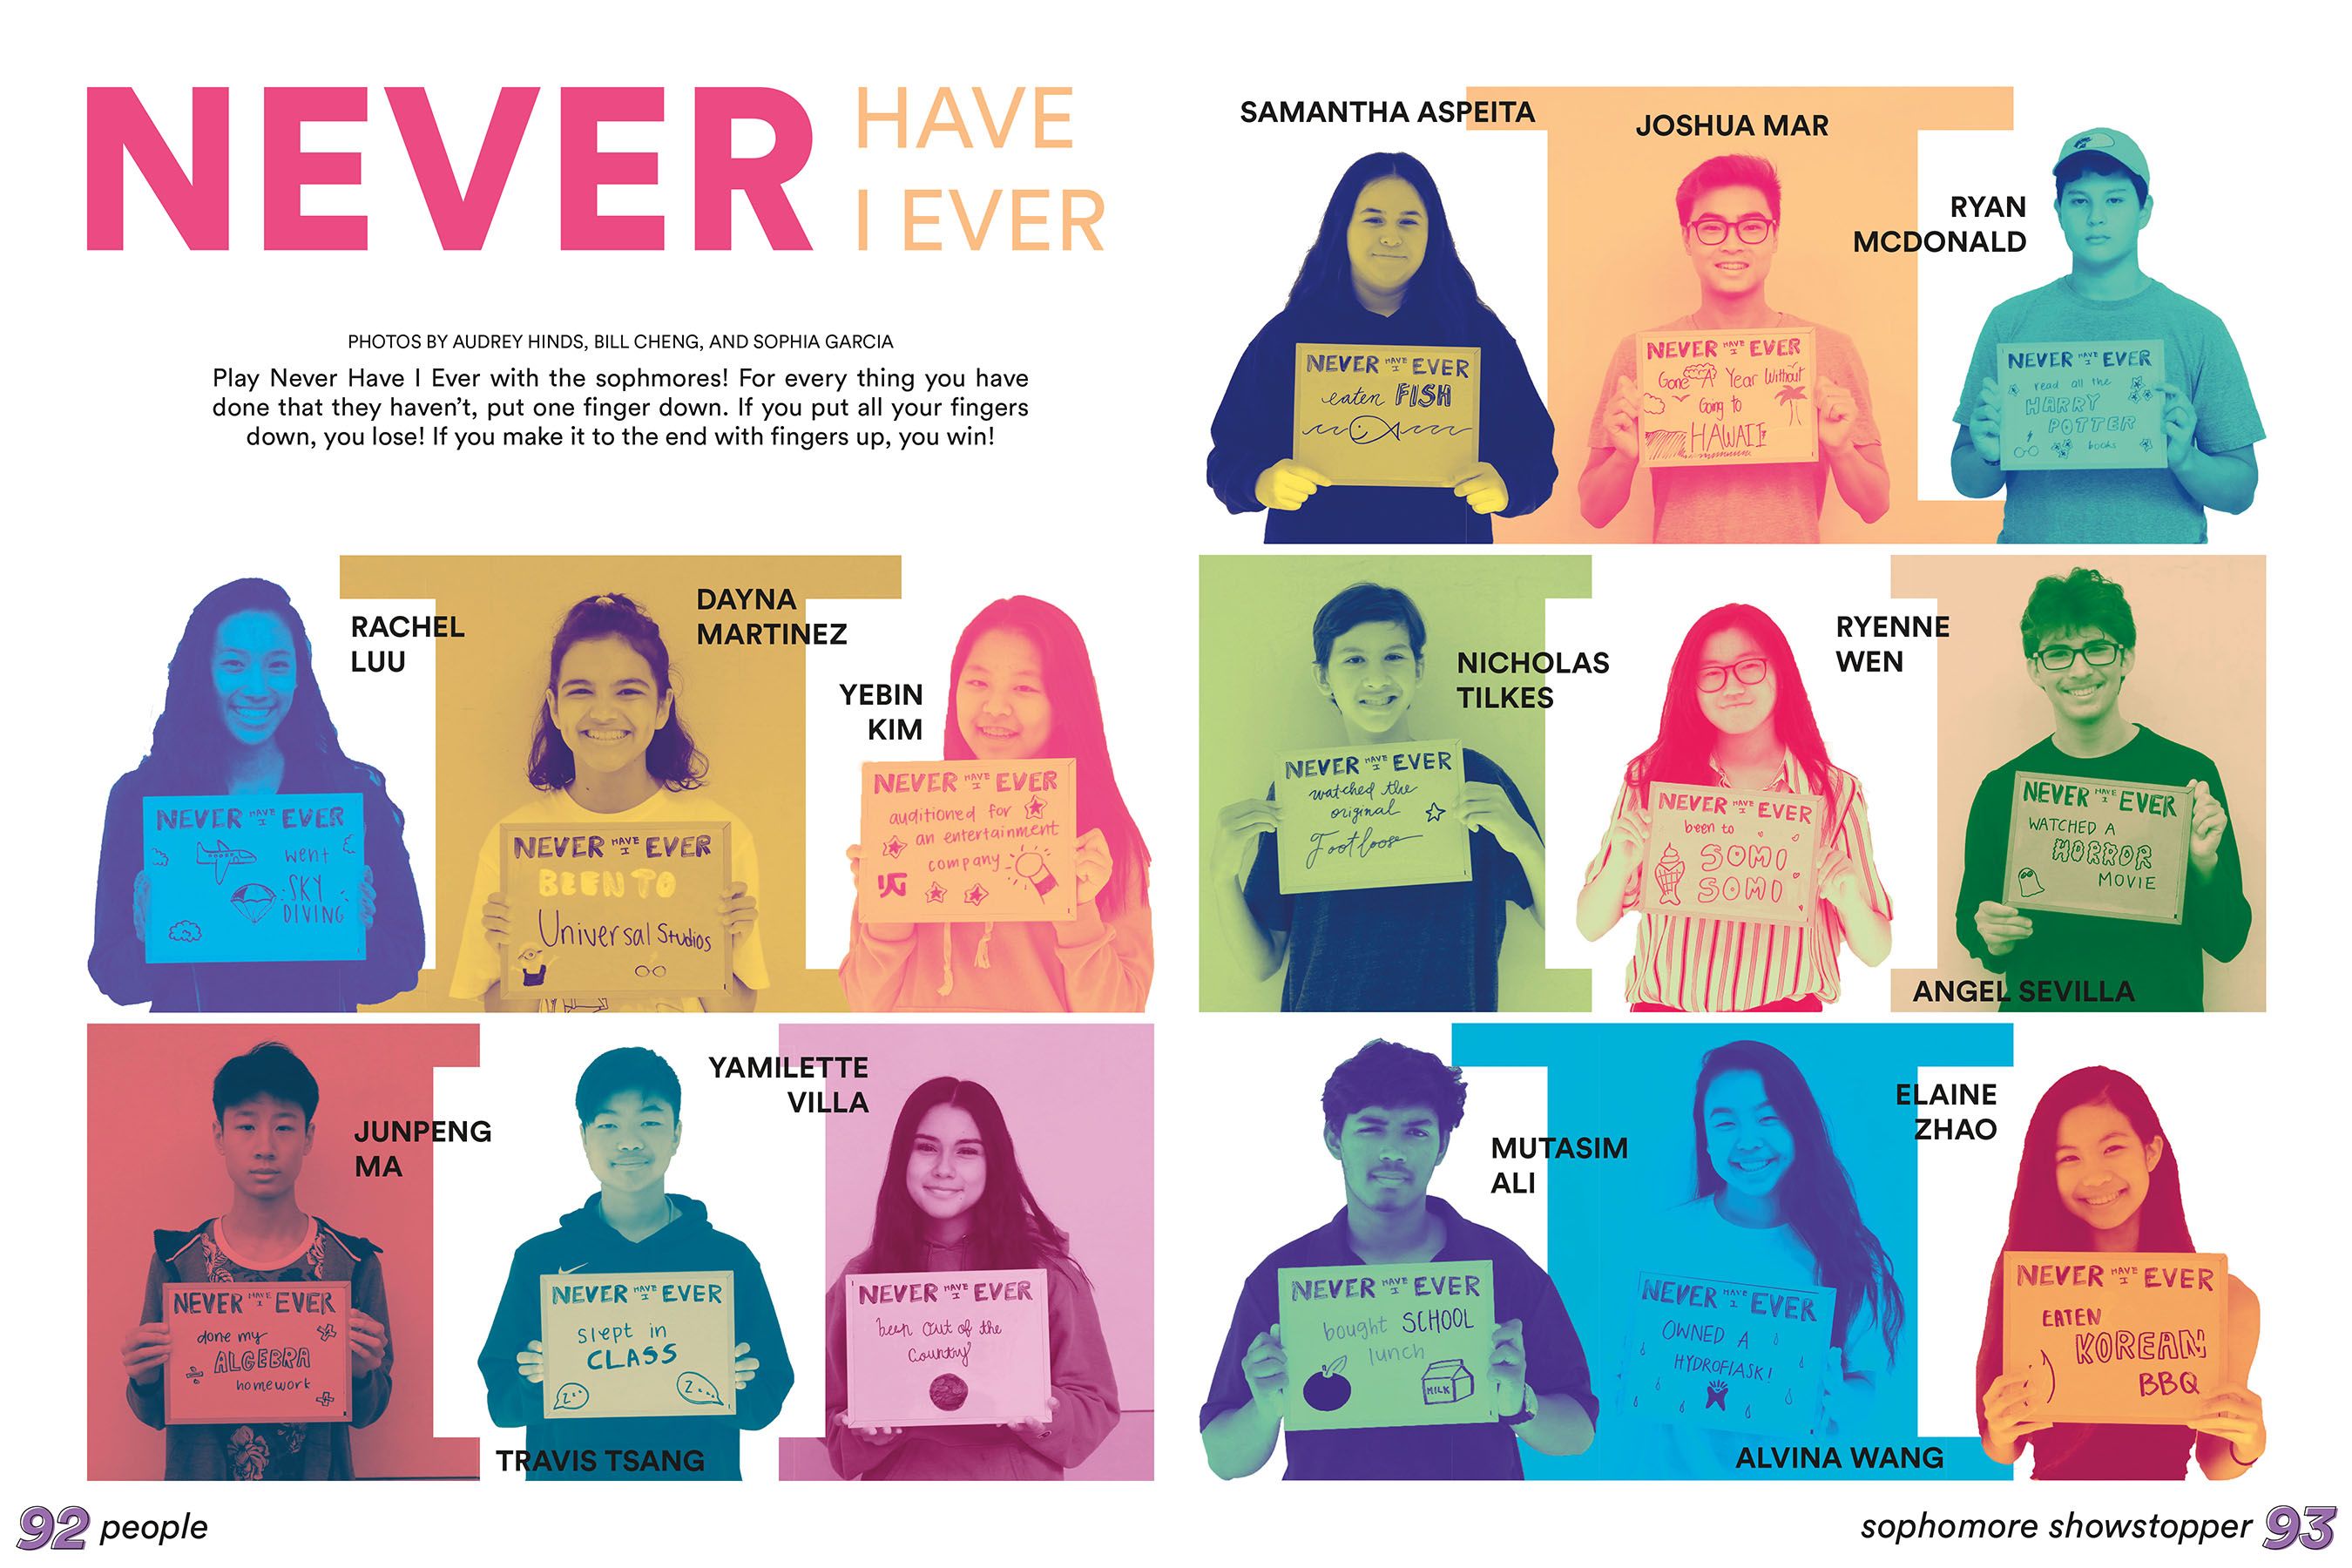 NEVER
HAVE
I EVER
PHOTOS BY AUDREY HINDS, BILL CHENG, AND SOPHIA GARCIA
Play Never Have I Ever with the sophmores! For every thing you have
done that they haven’t, put one finger down. If you put all your fingers
down, you lose! If you make it to the end with fingers up, you win!
RACHEL
LUU
NEVER HAVE I EVER
went
SKY
DIVING
DAYNA
MARTINEZ
NEVER HAVE I EVER
BEEN TO
Universal Studios
YEBIN
KIM
NEVER HAVE I EVER
auditioned for
an entertainment
company
YG
JUNPENG
MA
NEVER HAVE I EVER
done my
ALGEBRA
homework
TRAVIS TSANG
NEVER HAVE I EVER
slept in
CLASS
Z..
Z...
YAMILETTE
VILLA
NEVER HAVE I EVER
been out of the
Country
92 people
SAMANTHA ASPEITA
NEVER HAVE I EVER
eaten FISH
JOSHUA MAR
NEVER HAVE I EVER
Gone A Year Without
Going to
HAWAII
RYAN
MCDONALD
NEVER HAVE I EVER
read all the
HARRY
POTTER
books
NICHOLAS
TILKES
NEVER HAVE I EVER
watched the
original
Footloose
RYENNE
WEN
NEVER HAVE I EVER
been to
SOMI
SOMI
ANGEL SEVILLA
NEVER HAVE I EVER
WATCHED A
HORROR
MOVIE
MUTASIM
ALI
NEVER HAVE I EVER
bought SCHOOL
lunch
MILK
ALVINA WANG
NEVER HAVE I EVER
OWNED A
HYDROFLASK!
ELAINE
ZHAO
NEVER HAVE I EVER
EATEN
KOREAN
BBQ
sophomore showstopper 93